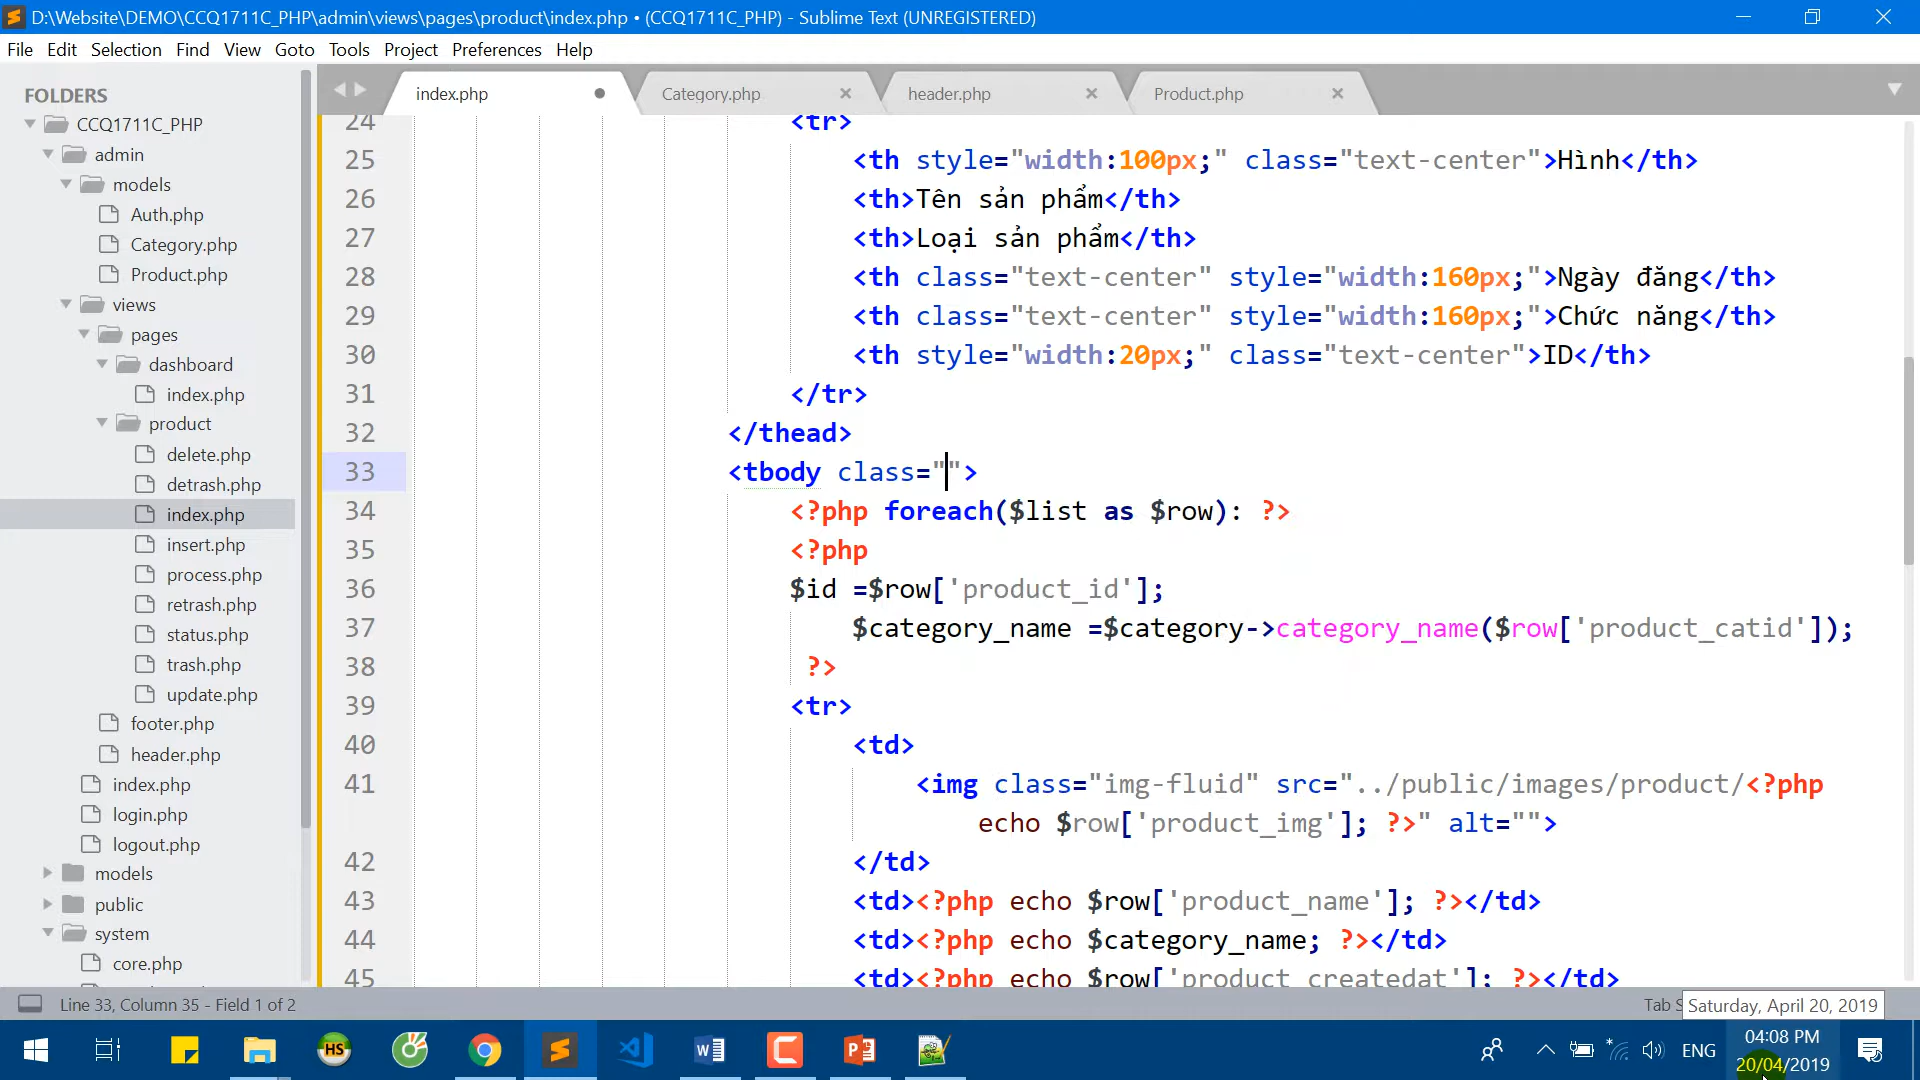 D:\Website\DEMO\CCQ1711C_PHP\admin\views\pages\product\index.php • (CCQ1711C_PHP) - Sublime Text (UNREGISTERED)
File Edit Selection Find View Goto Tools Project Preferences Help
index.php Category.php header.php Product.php
FOLDERS
CCQ1711C_PHP
admin
models
Auth.php
Category.php
Product.php
views
pages
dashboard
index.php
product
delete.php
detrash.php
index.php
insert.php
process.php
retrash.php
status.php
trash.php
update.php
footer.php
header.php
index.php
login.php
logout.php
models
public
system
core.php
24 <tr>
25 <th style="width:100px;" class="text-center">Hình</th>
26 <th>Tên sản phẩm</th>
27 <th>Loại sản phẩm</th>
28 <th class="text-center" style="width:160px;">Ngày đăng</th>
29 <th class="text-center" style="width:160px;">Chức năng</th>
30 <th style="width:20px;" class="text-center">ID</th>
31 </tr>
32 </thead>
33 <tbody class="">
34 <?php foreach($list as $row): ?>
35 <?php
36 $id =$row['product_id'];
37 $category_name =$category->category_name($row['product_catid']);
38 ?>
39 <tr>
40 <td>
41 <img class="img-fluid" src="../public/images/product/<?php
echo $row['product_img']; ?>" alt="">
42 </td>
43 <td><?php echo $row['product_name']; ?></td>
44 <td><?php echo $category_name; ?></td>
45 <td><?php echo $row['product_createdat']; ?></td>
Line 33, Column 35 - Field 1 of 2
Tab S
Saturday, April 20, 2019
HS
ENG
04:08 PM
20/04/2019